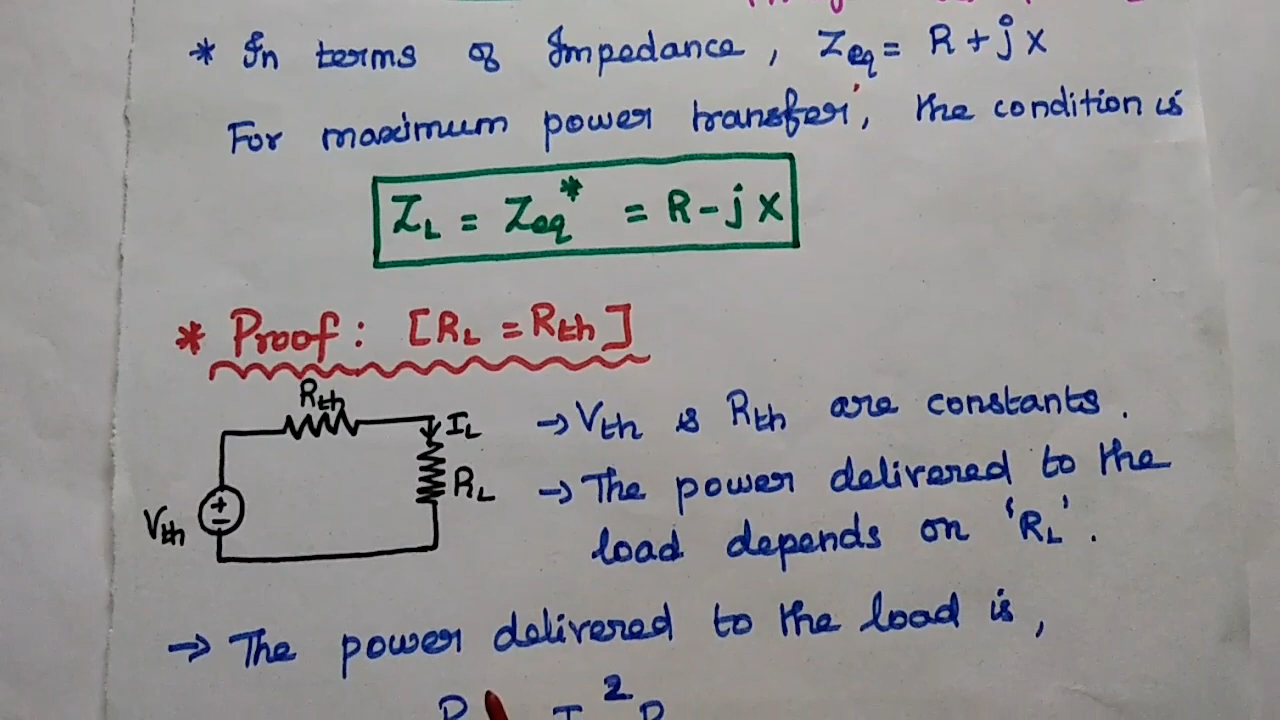 * In terms of Impedance, Zeq = R + jX
For maximum power transfer, the condition is
ZL = Zeq* = R - jX
* Proof: [RL = Rth]
Rth
IL
RL
Vth
→ Vth & Rth are constants.
→ The power delivered to the
load depends on 'RL'.
→ The power delivered to the load is,